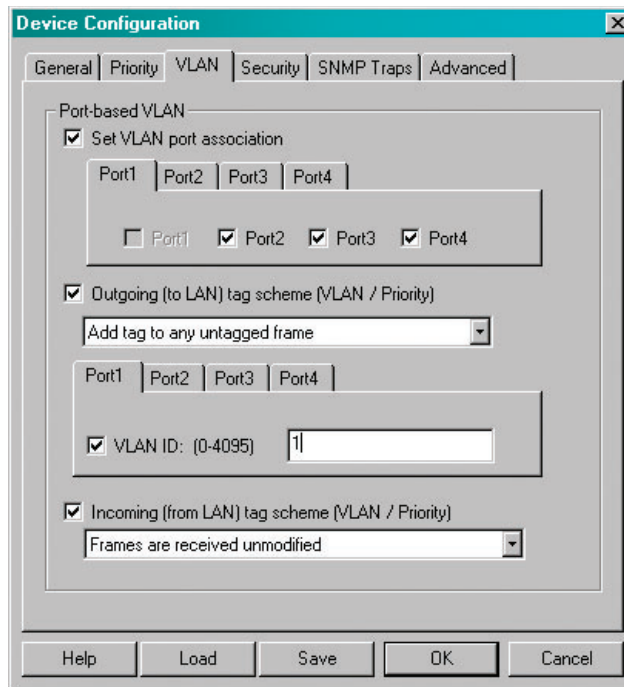 Device Configuration
General Priority VLAN Security SNMP Traps Advanced
Port-based VLAN
Set VLAN port association
Port1 Port2 Port3 Port4
Port1 Port2 Port3 Port4
Outgoing (to LAN) tag scheme (VLAN / Priority)
Add tag to any untagged frame
Port1 Port2 Port3 Port4
VLAN ID: (0-4095) 1
Incoming (from LAN) tag scheme (VLAN / Priority)
Frames are received unmodified
Help Load Save OK Cancel